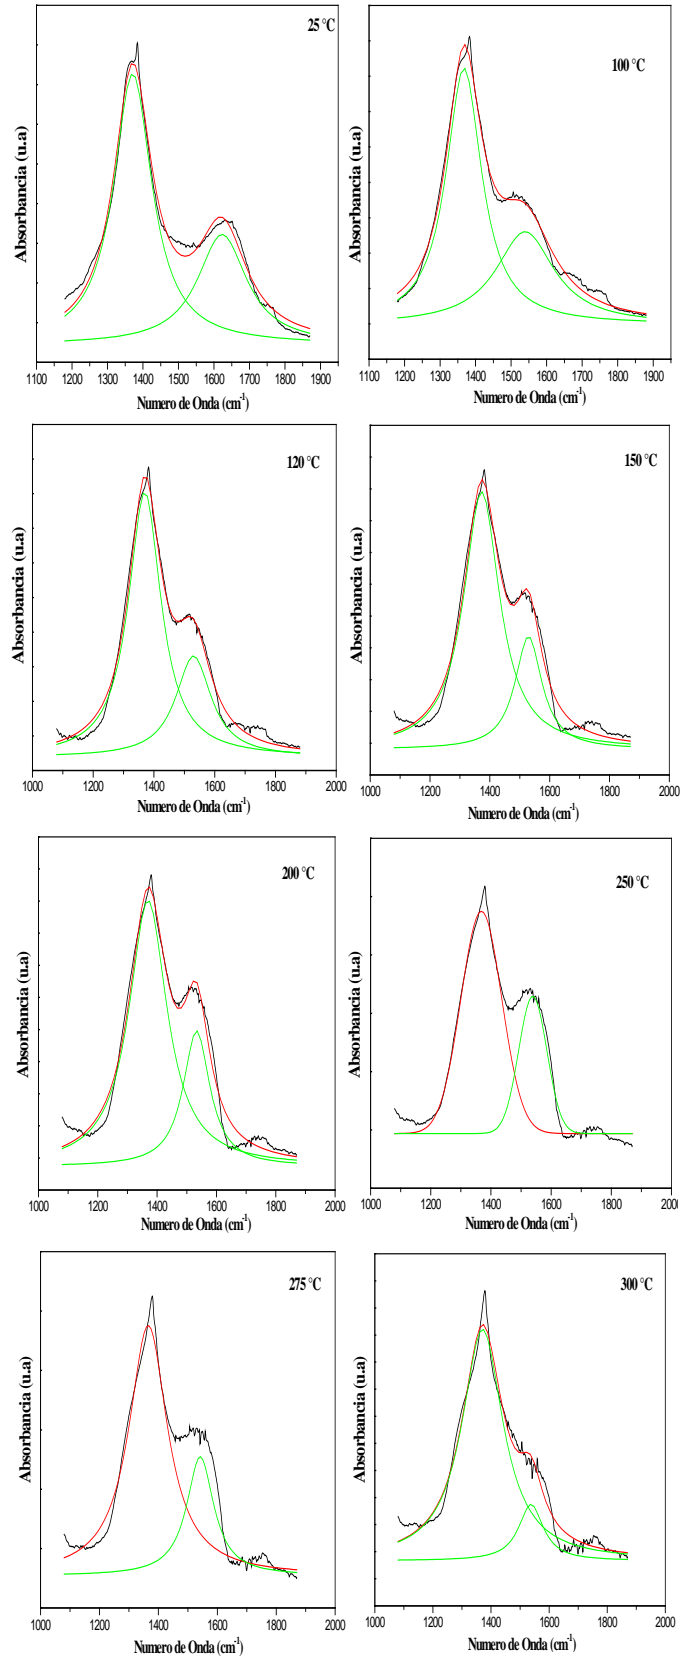 25 °C
Absorbancia (u.a)
1100 1200 1300 1400 1500 1600 1700 1800 1900
Numero de Onda (cm-1)
100 °C
Absorbancia (u.a)
1100 1200 1300 1400 1500 1600 1700 1800 1900
Numero de Onda (cm-1)
120 °C
Absorbancia (u.a)
1000 1200 1400 1600 1800 2000
Numero de Onda (cm-1)
150 °C
Absorbancia (u.a)
1000 1200 1400 1600 1800 2000
Numero de Onda (cm-1)
200 °C
Absorbancia (u.a)
1000 1200 1400 1600 1800 2000
Numero de Onda (cm-1)
250 °C
Absorbancia (u.a)
1000 1200 1400 1600 1800 2000
Numero de Onda (cm-1)
275 °C
Absorbancia (u.a)
1000 1200 1400 1600 1800 2000
Numero de Onda (cm-1)
300 °C
Absorbancia (u.a)
1000 1200 1400 1600 1800 2000
Numero de Onda (cm-1)